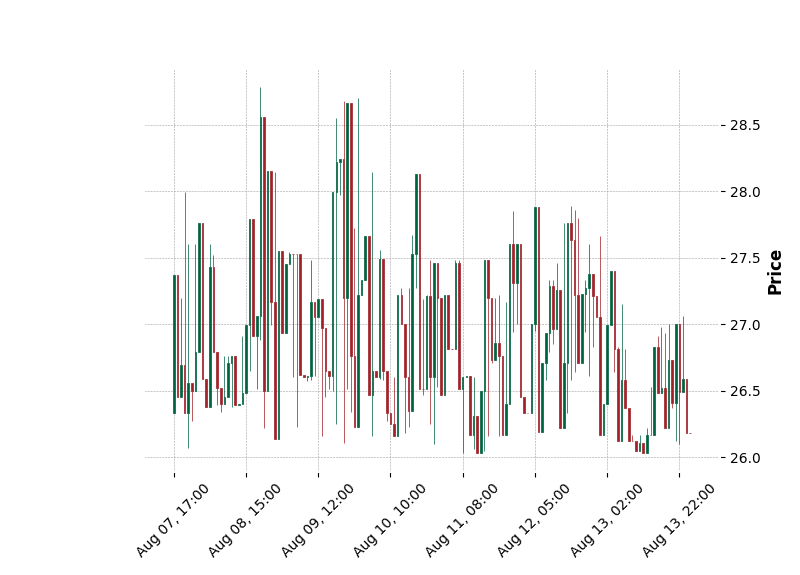 28.5
28.0
27.5
27.0
26.5
26.0
Price
Aug 07, 17:00
Aug 08, 15:00
Aug 09, 12:00
Aug 10, 10:00
Aug 11, 08:00
Aug 12, 05:00
Aug 13, 02:00
Aug 13, 22:00